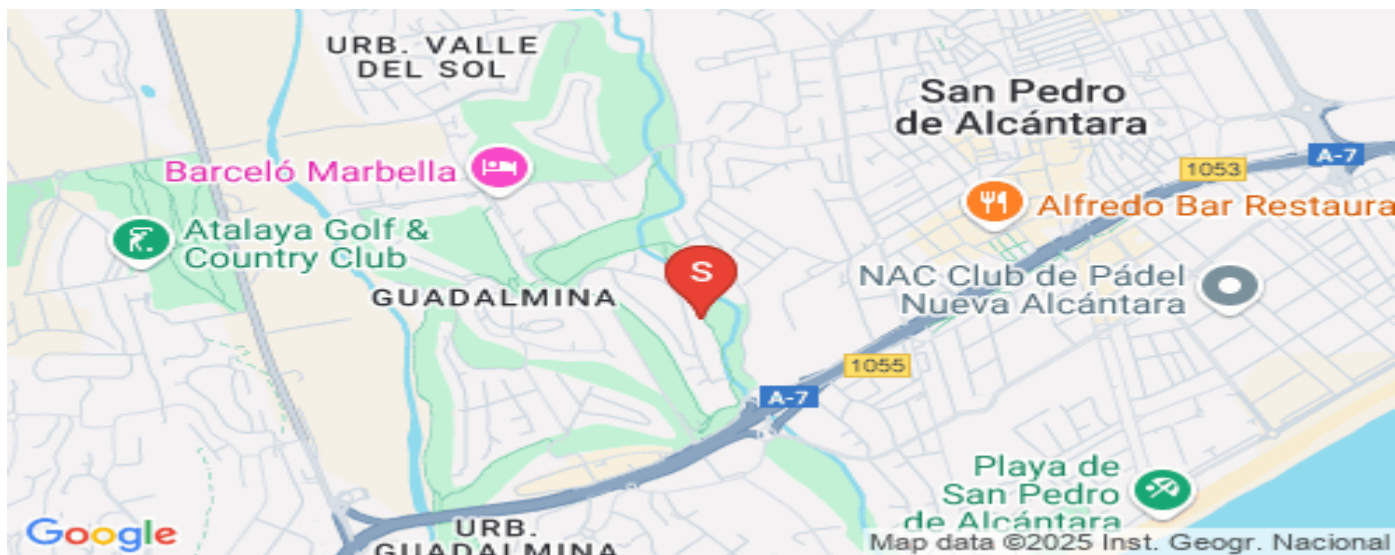 URB. VALLE
DEL SOL
San Pedro
de Alcántara
A-7
1053
Barceló Marbella
Alfredo Bar Restaura
Atalaya Golf &
Country Club
S
NAC Club de Pádel
Nueva Alcántara
GUADALMINA
1055
A-7
Playa de
San Pedro
de Alcántara
URB.
GUADALMINA
Google
Map data ©2025 Inst. Geogr. Nacional